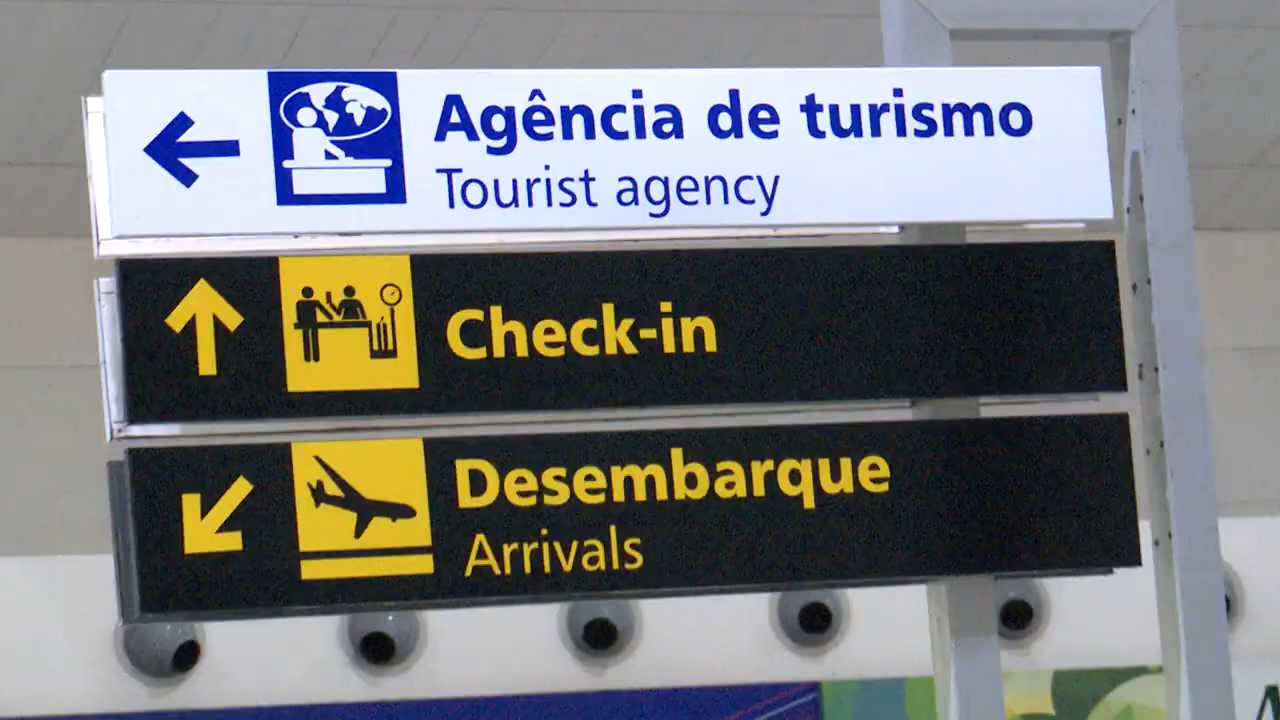 Agência de turismo
Tourist agency
Check-in
Desembarque
Arrivals